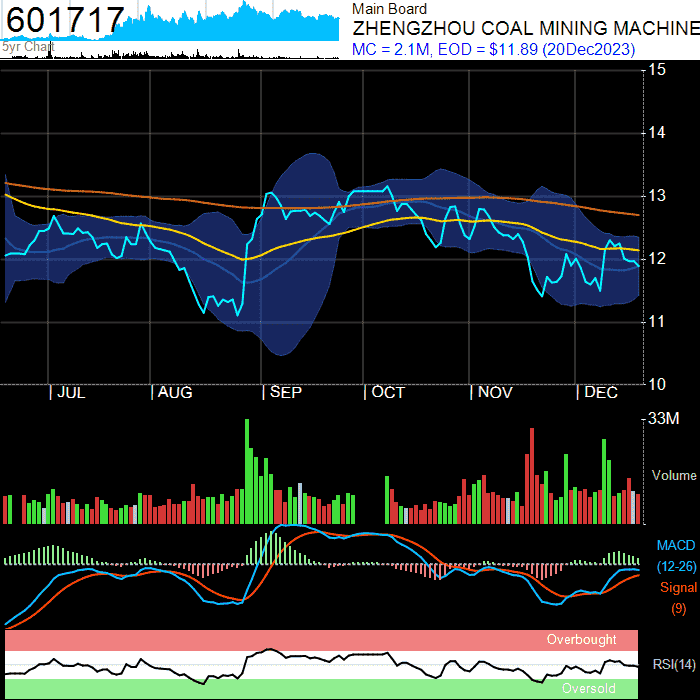 601717
5yr Chart
Main Board
ZHENGZHOU COAL MINING MACHINE
MC = 2.1M, EOD = $11.89 (20Dec2023)
15
14
13
12
11
10
| JUL
| AUG
| SEP
| OCT
| NOV
| DEC
33M
Volume
MACD
(12-26)
Signal
(9)
Overbought
RSI(14)
Oversold